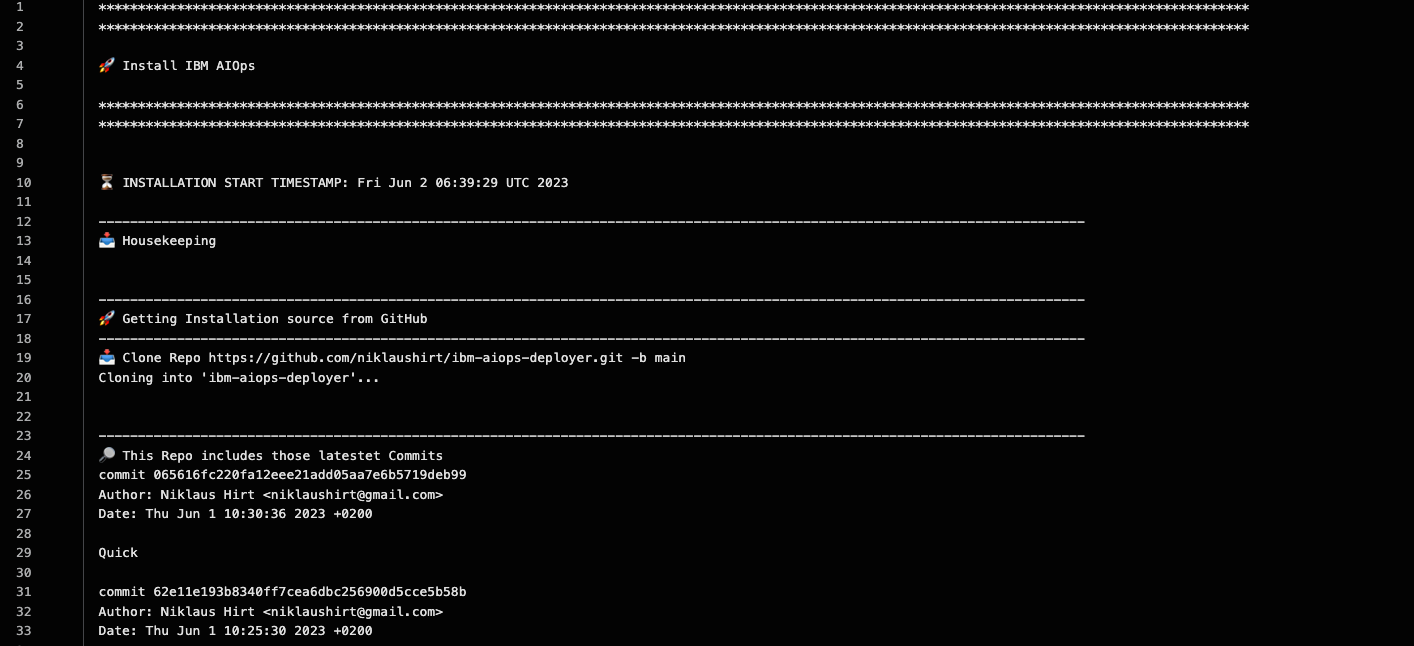 1 ***************************************************************************************************************************************************
2 ***************************************************************************************************************************************************
3
4 🚀 Install IBM AIOps
5
6 ***************************************************************************************************************************************************
7 ***************************************************************************************************************************************************
8
9
10 ⏳ INSTALLATION START TIMESTAMP: Fri Jun 2 06:39:29 UTC 2023
11
12 ------------------------------------------------------------------------------------------------------------------------------
13 📥 Housekeeping
14
15
16 ------------------------------------------------------------------------------------------------------------------------------
17 🚀 Getting Installation source from GitHub
18 ------------------------------------------------------------------------------------------------------------------------------
19 📥 Clone Repo https://github.com/niklaushirt/ibm-aiops-deployer.git -b main
20 Cloning into 'ibm-aiops-deployer'...
21
22
23 ------------------------------------------------------------------------------------------------------------------------------
24 🔎 This Repo includes those latestet Commits
25 commit 065616fc220fa12eee21add05aa7e6b5719deb99
26 Author: Niklaus Hirt <niklaushirt@gmail.com>
27 Date: Thu Jun 1 10:30:36 2023 +0200
28
29 Quick
30
31 commit 62e11e193b8340ff7cea6dbc256900d5cce5b58b
32 Author: Niklaus Hirt <niklaushirt@gmail.com>
33 Date: Thu Jun 1 10:25:30 2023 +0200